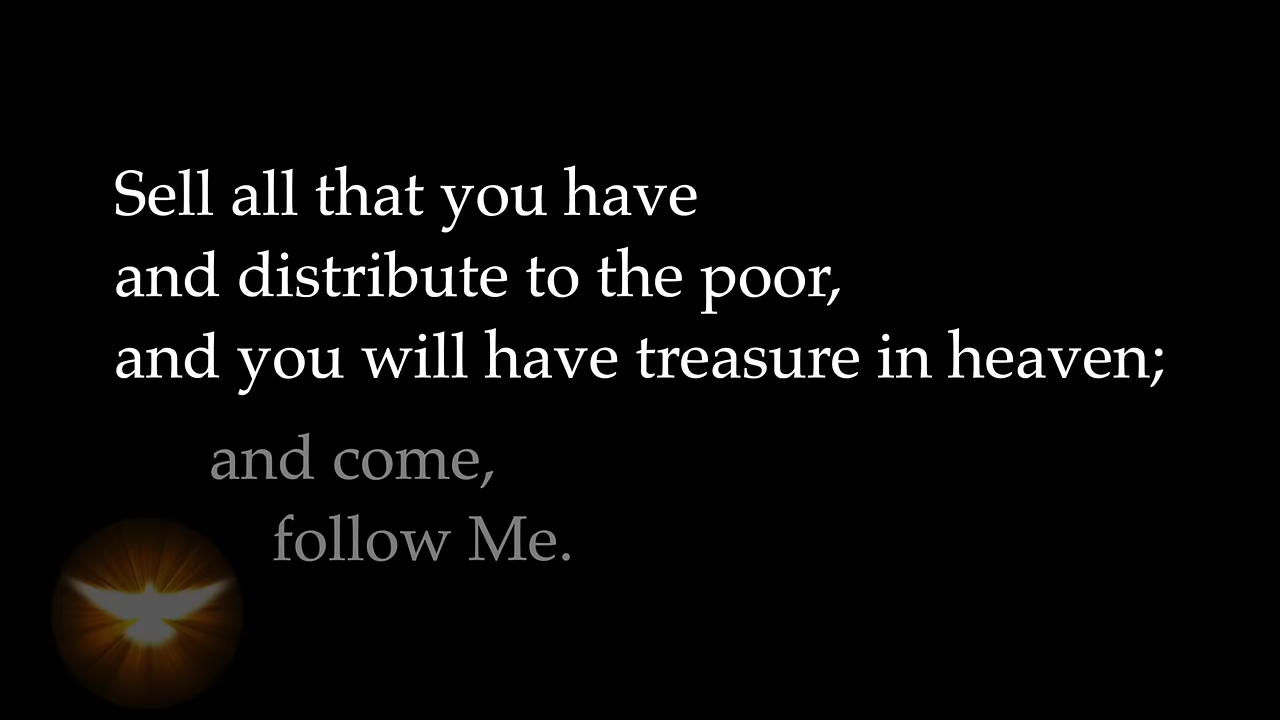 Sell all that you have
and distribute to the poor,
and you will have treasure in heaven;
and come,
follow Me.